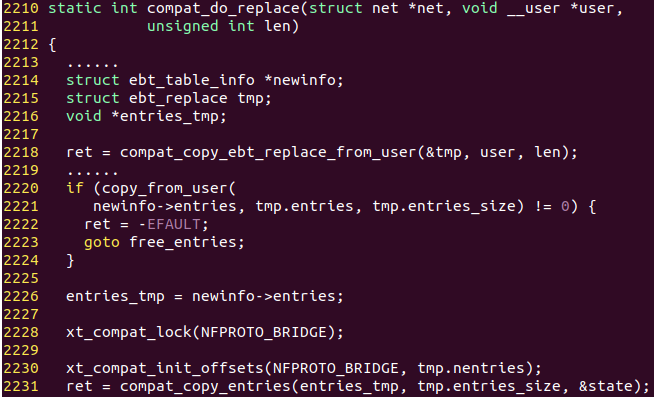 2210 static int compat_do_replace(struct net *net, void __user *user,
2211             unsigned int len)
2212 {
2213   ......
2214   struct ebt_table_info *newinfo;
2215   struct ebt_replace tmp;
2216   void *entries_tmp;
2217
2218   ret = compat_copy_ebt_replace_from_user(&tmp, user, len);
2219   ......
2220   if (copy_from_user(
2221      newinfo->entries, tmp.entries, tmp.entries_size) != 0) {
2222     ret = -EFAULT;
2223     goto free_entries;
2224   }
2225
2226   entries_tmp = newinfo->entries;
2227
2228   xt_compat_lock(NFPROTO_BRIDGE);
2229
2230   xt_compat_init_offsets(NFPROTO_BRIDGE, tmp.nentries);
2231   ret = compat_copy_entries(entries_tmp, tmp.entries_size, &state);